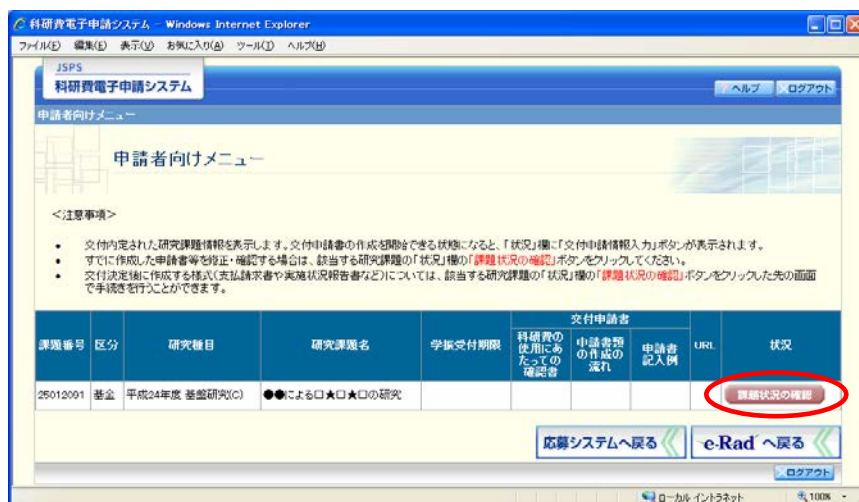 科研費電子申請システム - Windows Internet Explorer
ファイル(F) 編集(E) 表示(V) お気に入り(A) ツール(T) ヘルプ(H)
JSPS
科研費電子申請システム
ヘルプ ログアウト
申請者向けメニュー
申請者向けメニュー
＜注意事項＞
• 交付内定された研究課題情報を表示します。交付申請書の作成を開始できる状態になると、「状況」欄に「交付申請情報入力」ボタンが表示されます。
• すでに作成した申請書等を修正・確認する場合は、該当する研究課題の「状況」欄の「課題状況の確認」ボタンをクリックしてください。
• 交付決定後に作成する様式(支払請求書や実施状況報告書など)については、該当する研究課題の「状況」欄の「課題状況の確認」ボタンをクリックした先の画面
で手続きを行うことができます。
交付申請書
課題番号 区分 研究種目 研究課題名 学振受付期限 科研費の使用にあたっての確認書 申請書類の作成の流れ 申請書記入例 URL 状況
25012091 基金 平成24年度 基盤研究(C) ●●による□★□★□の研究 課題状況の確認
応募システムへ戻る e-Rad へ戻る
ログアウト
ローカル イントラネット 100%